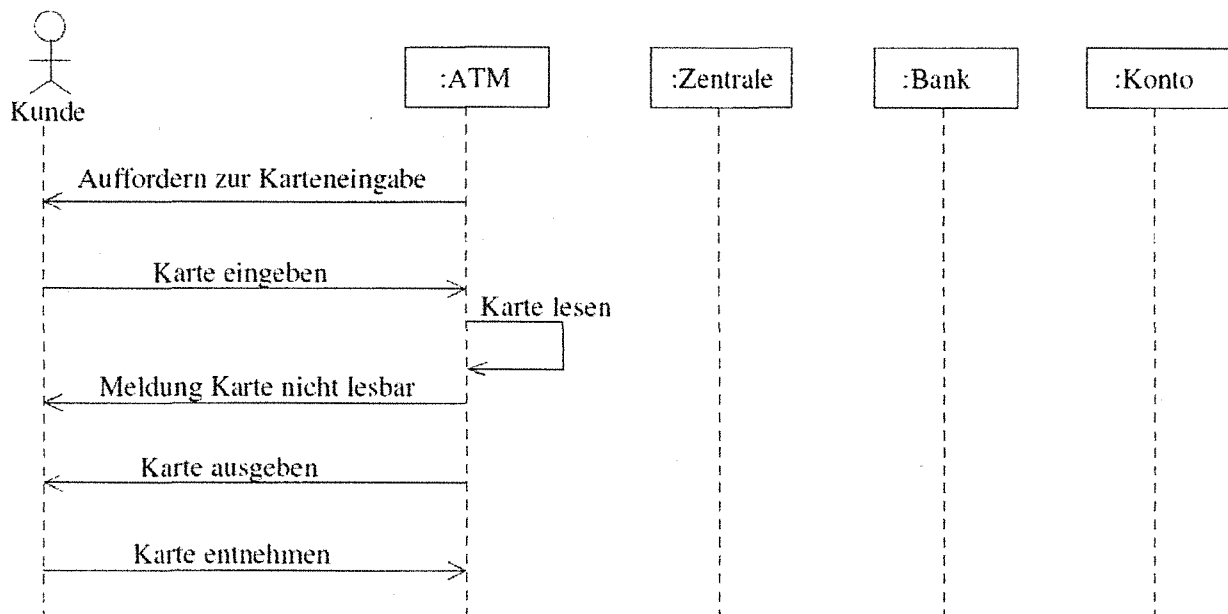 Kunde
:ATM
:Zentrale
:Bank
:Konto
Auffordern zur Karteneingabe
Karte eingeben
Karte lesen
Meldung Karte nicht lesbar
Karte ausgeben
Karte entnehmen